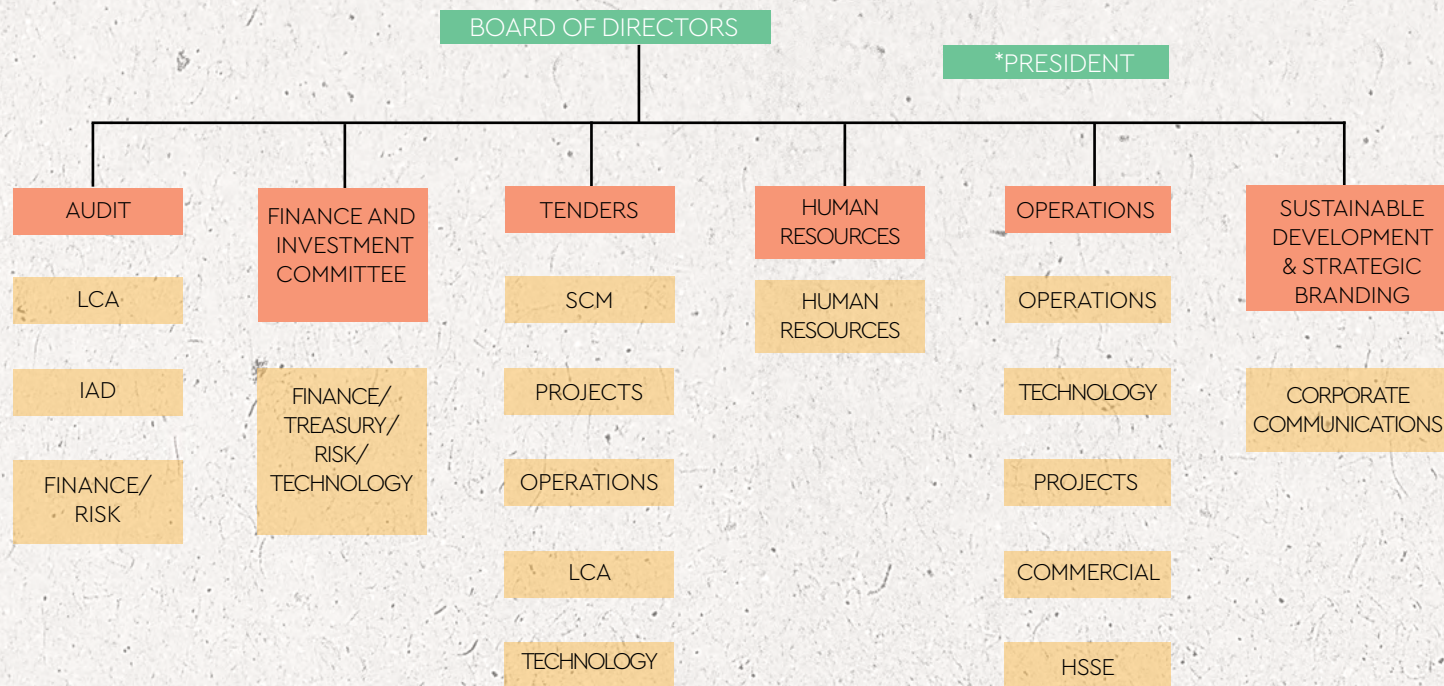 BOARD OF DIRECTORS
*PRESIDENT
AUDIT
LCA
IAD
FINANCE/
RISK
FINANCE AND
INVESTMENT
COMMITTEE
FINANCE/
TREASURY/
RISK/
TECHNOLOGY
TENDERS
SCM
PROJECTS
OPERATIONS
LCA
TECHNOLOGY
HUMAN
RESOURCES
HUMAN
RESOURCES
OPERATIONS
OPERATIONS
TECHNOLOGY
PROJECTS
COMMERCIAL
HSSE
SUSTAINABLE
DEVELOPMENT
& STRATEGIC
BRANDING
CORPORATE
COMMUNICATIONS